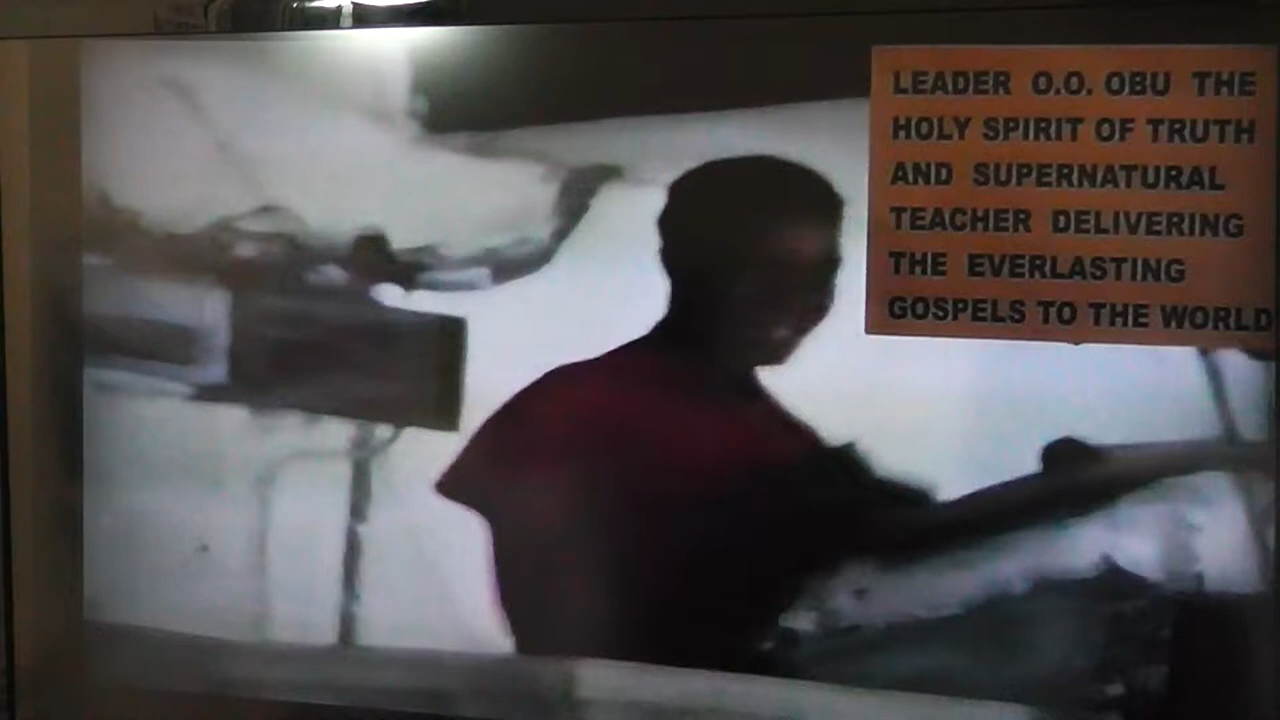 LEADER O.O. OBU THE
HOLY SPIRIT OF TRUTH
AND SUPERNATURAL
TEACHER DELIVERING
THE EVERLASTING
GOSPELS TO THE WORLD